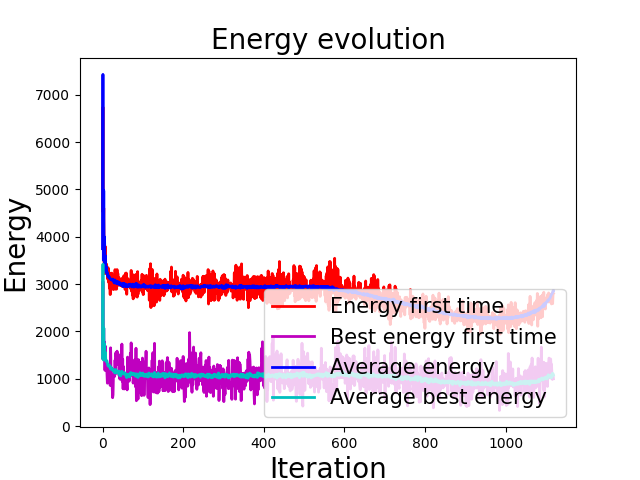 Energy evolution
Energy
7000
6000
5000
4000
3000
2000
1000
0
Energy first time
Best energy first time
Average energy
Average best energy
0 200 400 600 800 1000
Iteration